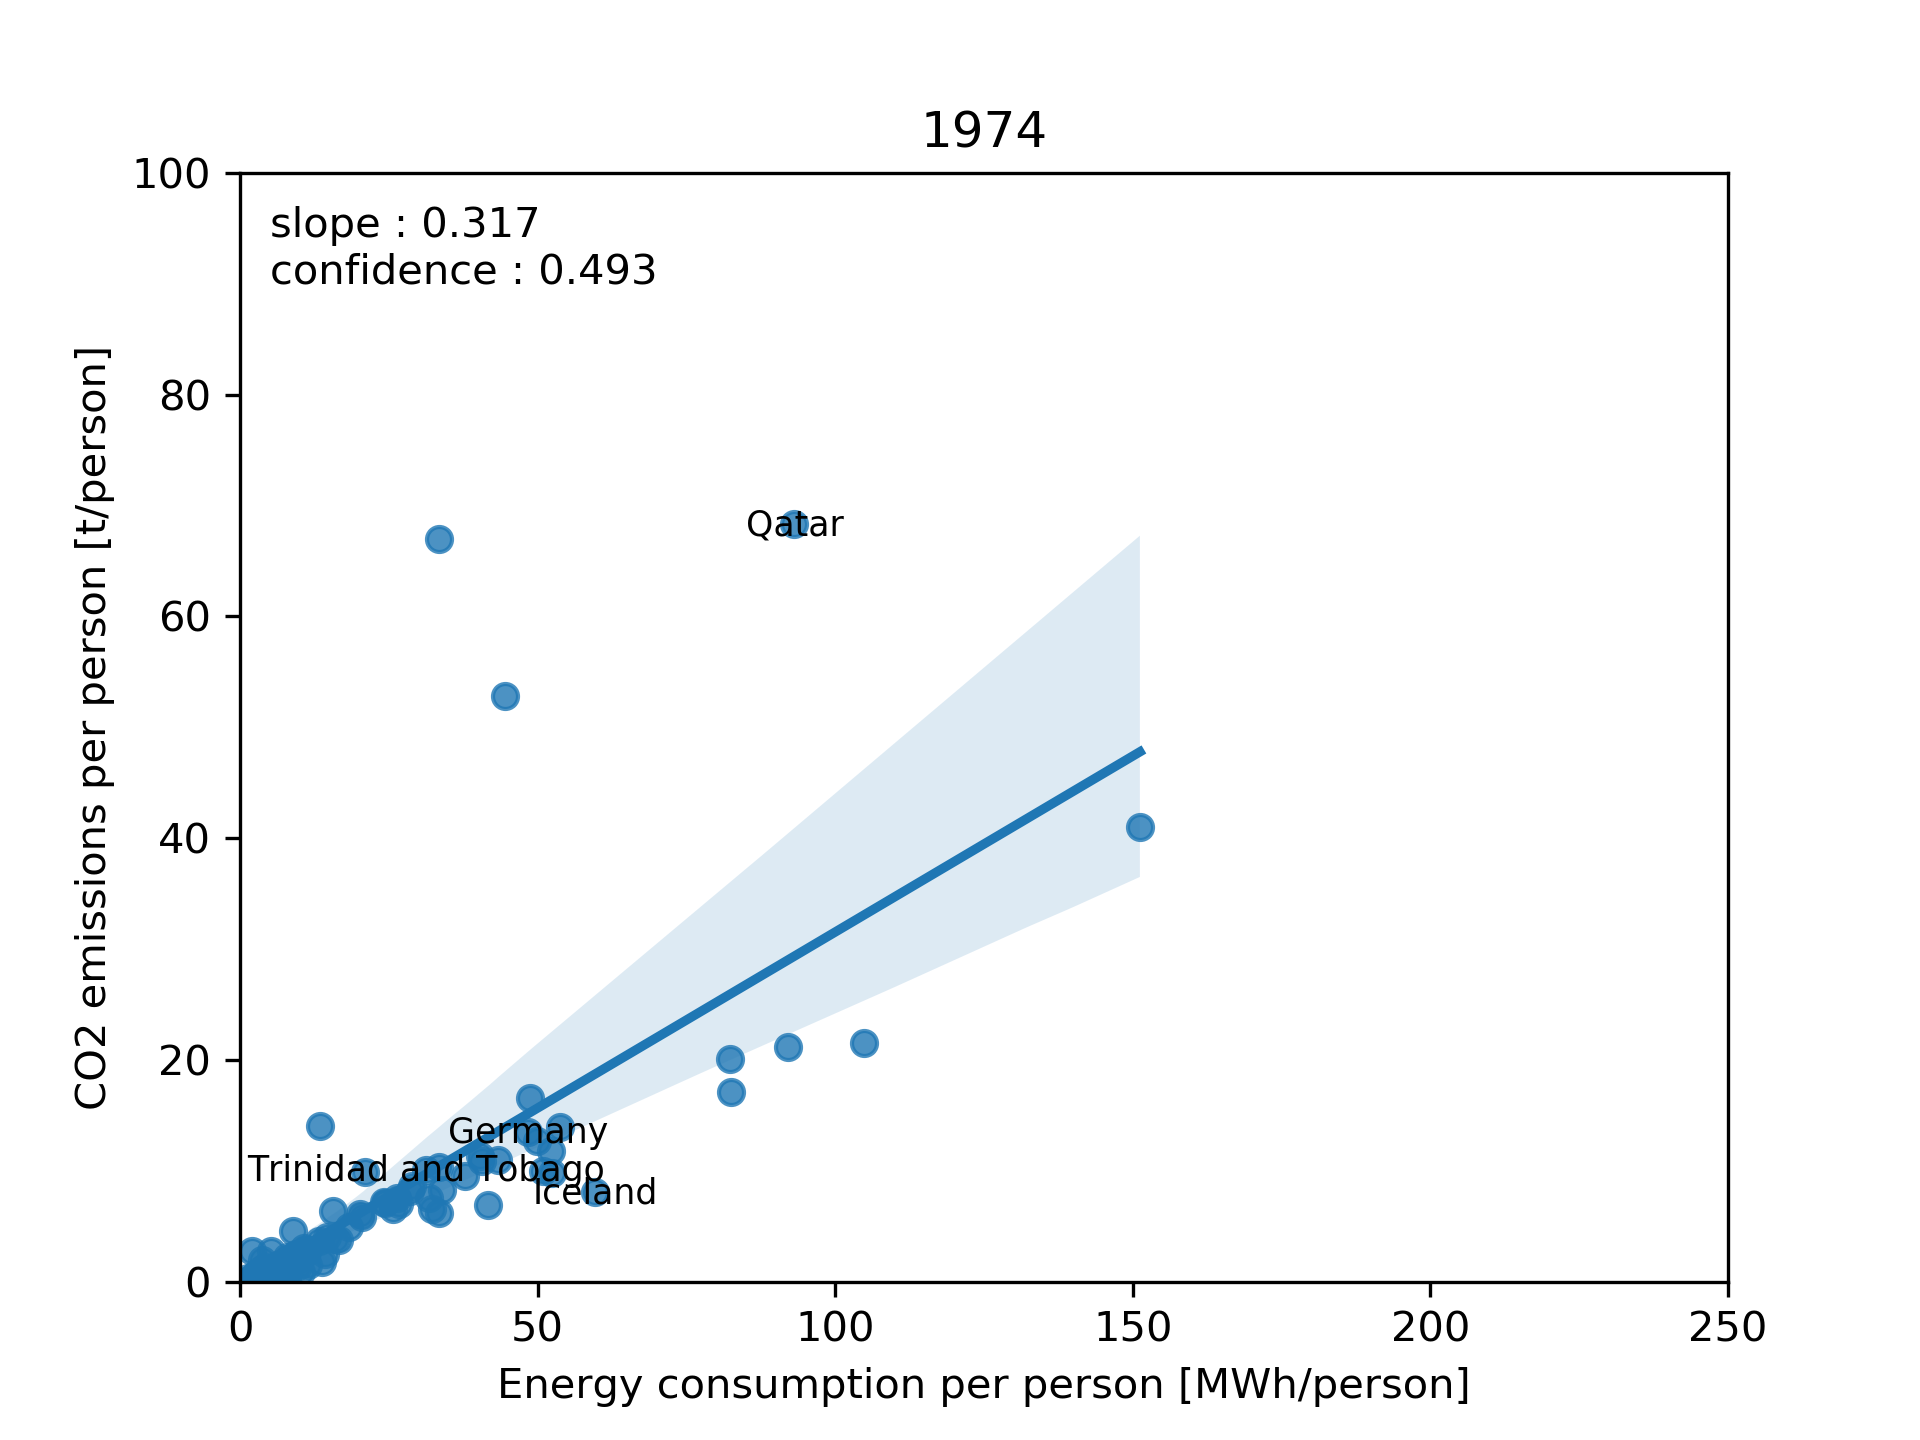 1974
slope : 0.317
confidence : 0.493
CO2 emissions per person [t/person]
100
80
60
40
20
0
Qatar
Germany
Trinidad and Tobago
Iceland
0 50 100 150 200 250
Energy consumption per person [MWh/person]